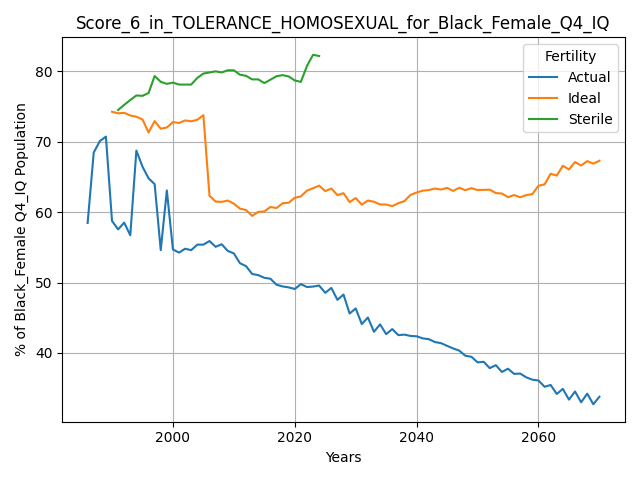 Score_6_in_TOLERANCE_HOMOSEXUAL_for_Black_Female_Q4_IQ
% of Black_Female Q4_IQ Population
80
70
60
50
40
Fertility
Actual
Ideal
Sterile
2000
2020
2040
2060
Years